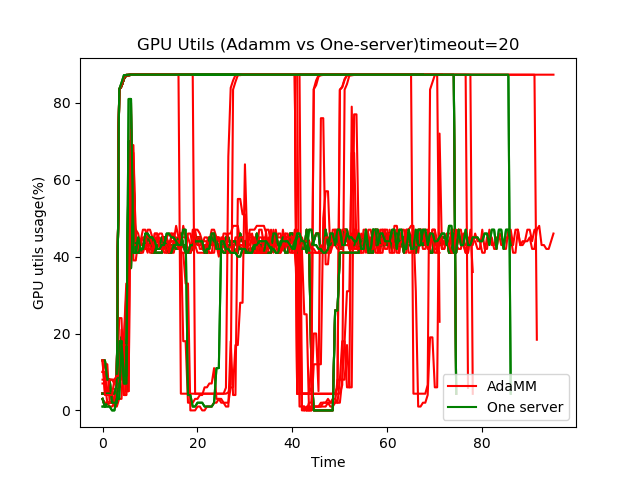 GPU Utils (Adamm vs One-server)timeout=20
GPU utils usage(%)
80
60
40
20
0
0 20 40 60 80
Time
AdaMM
One server